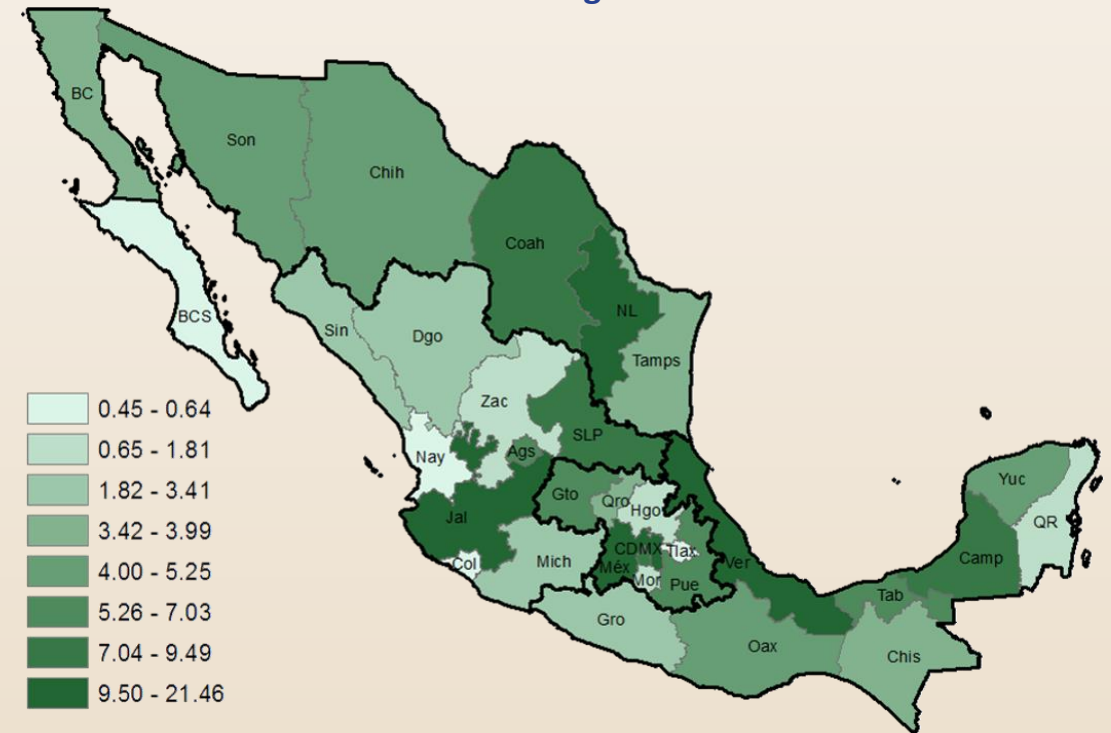 BC
Son
Chih
Coah
NL
BCS
Sin
Dgo
Tamps
Zac
SLP
Nay
Ags
Gto
Qro
Hgo
Jal
Col
Mich
CDMX
Méx
Tlax
Mor
Pue
Ver
Gro
Oax
Tab
Chis
Camp
Yuc
QR
0.45 - 0.64
0.65 - 1.81
1.82 - 3.41
3.42 - 3.99
4.00 - 5.25
5.26 - 7.03
7.04 - 9.49
9.50 - 21.46